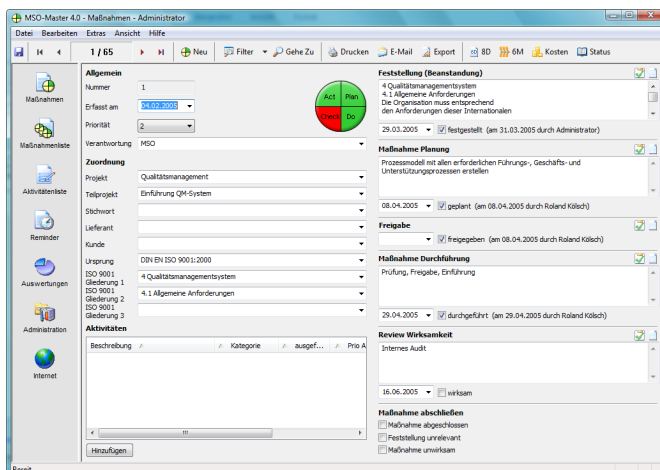 MSO-Master 4.0 - Maßnahmen - Administrator
Datei Bearbeiten Extras Ansicht Hilfe
1 / 65 Neu Filter Gehe Zu Drucken E-Mail Export 8D 6M Kosten Status
Maßnahmen
Maßnahmenliste
Aktivitätenliste
Reminder
Auswertungen
Administration
Internet
Allgemein
Nummer 1
Erfasst am 04.02.2005
Priorität 2
Verantwortung MSO
Act Plan
Check Do
Zuordnung
Projekt Qualitätsmanagement
Teilprojekt Einführung QM-System
Stichwort
Lieferant
Kunde
Ursprung DIN EN ISO 9001:2000
ISO 9001
Gliederung 1 4 Qualitätsmanagementsystem
ISO 9001
Gliederung 2 4.1 Allgemeine Anforderungen
ISO 9001
Gliederung 3
Aktivitäten
Beschreibung Kategorie ausgef... Prio A
Hinzufügen
Feststellung (Beanstandung)
4 Qualitätsmanagementsystem
4.1 Allgemeine Anforderungen
Die Organisation muss entsprechend
den Anforderungen dieser Internationalen
29.03.2005 festgestellt (am 31.03.2005 durch Administrator)
Maßnahme Planung
Prozessmodell mit allen erforderlichen Führungs-, Geschäfts- und
Unterstützungsprozessen erstellen
08.04.2005 geplant (am 08.04.2005 durch Roland Kölsch)
Freigabe
freigegeben (am 08.04.2005 durch Roland Kölsch)
Maßnahme Durchführung
Prüfung, Freigabe, Einführung
29.04.2005 durchgeführt (am 29.04.2005 durch Roland Kölsch)
Review Wirksamkeit
Internes Audit
16.06.2005 wirksam
Maßnahme abschließen
Maßnahme abgeschlossen
Feststellung unrelevant
Maßnahme unwirksam
Bereit